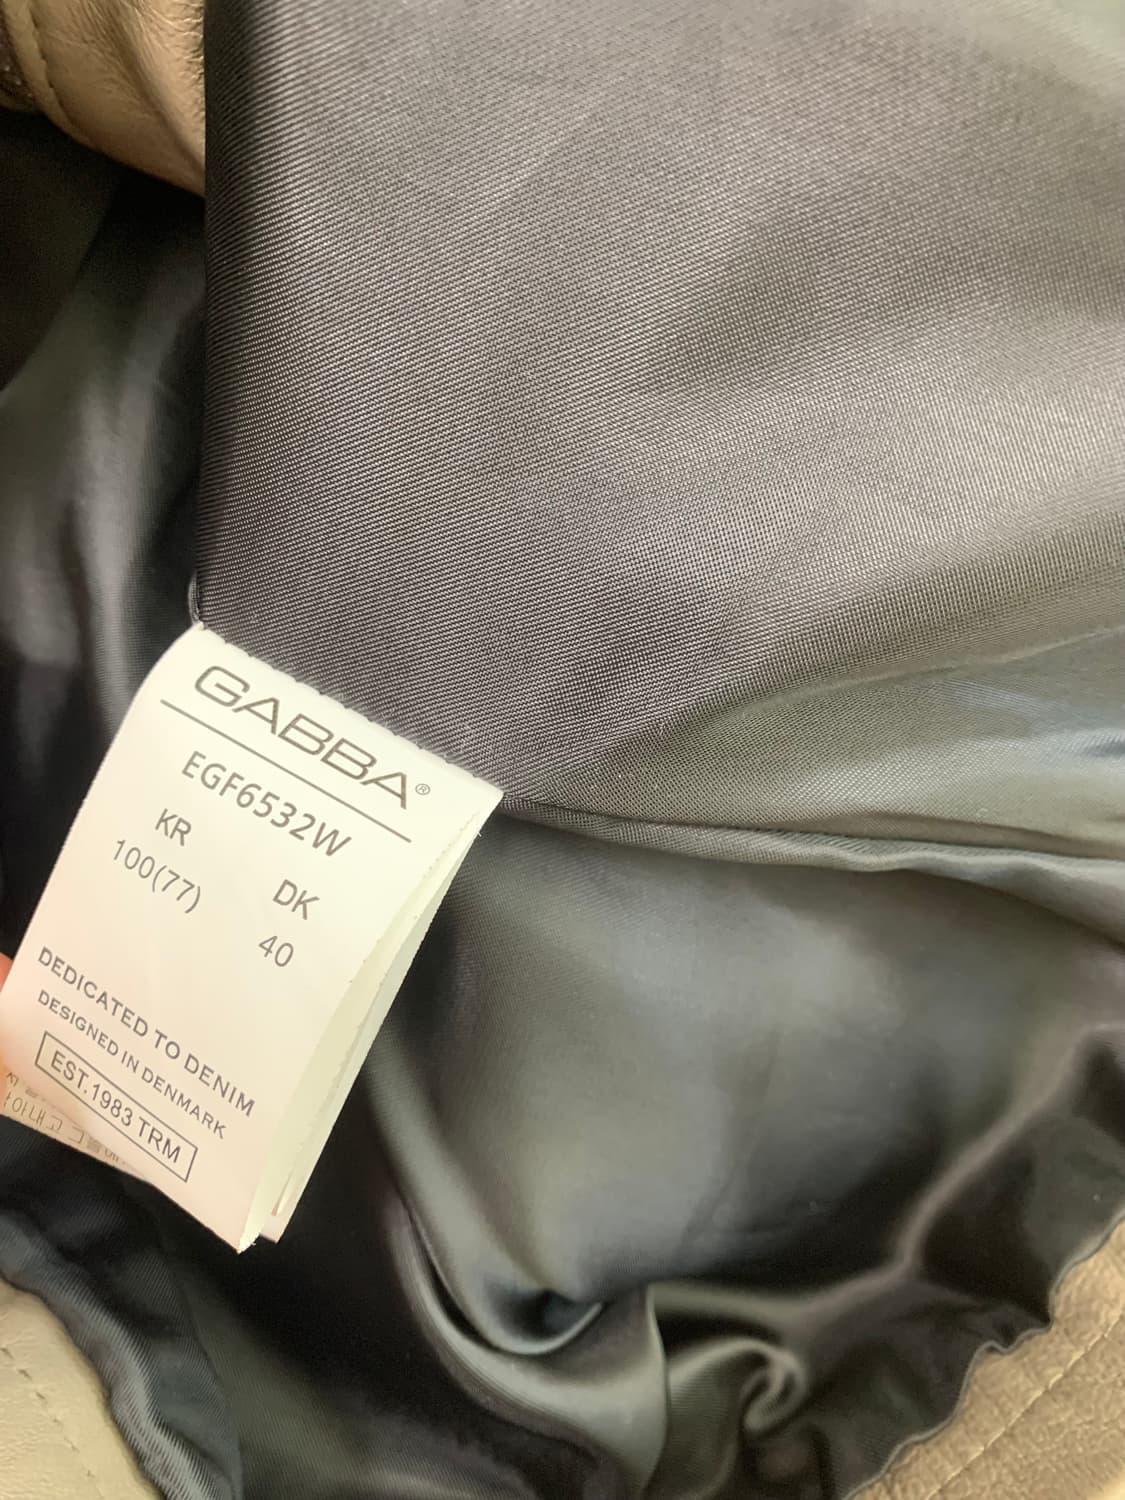 GABBA®
EGF6532W
KR DK
100(77) 40
DEDICATED TO DENIM
DESIGNED IN DENMARK
EST.1983 TRM